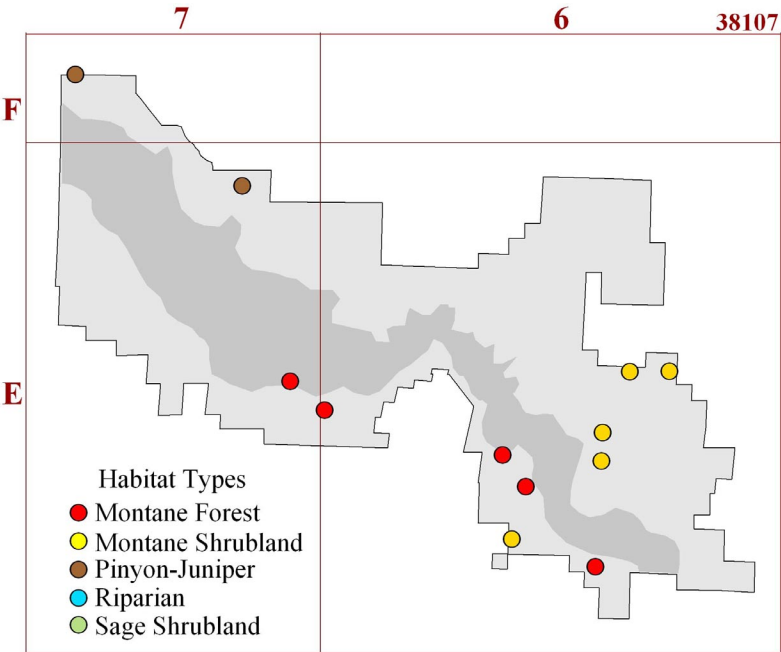 7 6 38107
F
E
Habitat Types
Montane Forest
Montane Shrubland
Pinyon-Juniper
Riparian
Sage Shrubland